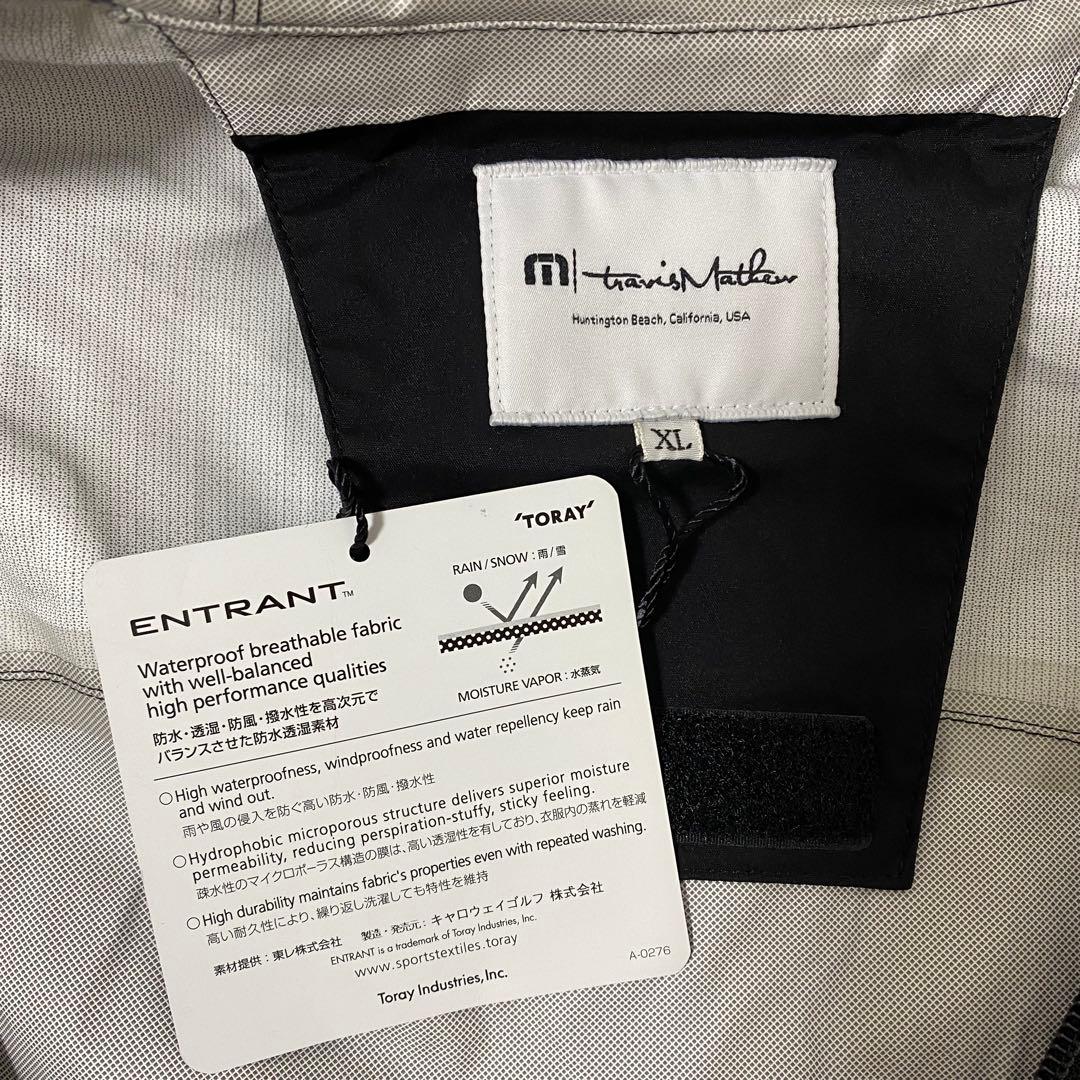 travisMathew
Huntington Beach, California, USA
XL
'TORAY'
ENTRANT™
RAIN / SNOW : 雨 / 雪
MOISTURE VAPOR : 水蒸気
Waterproof breathable fabric
with well-balanced
high performance qualities
防水・透湿・防風・撥水性を高次元で
バランスさせた防水透湿素材
○High waterproofness, windproofness and water repellency keep rain
and wind out.
雨や風の侵入を防ぐ高い防水・防風・撥水性
○Hydrophobic microporous structure delivers superior moisture
permeability, reducing perspiration-stuffy, sticky feeling.
疎水性のマイクロポーラス構造の膜は、高い透湿性を有しており、衣服内の蒸れを軽減
○High durability maintains fabric's properties even with repeated washing.
高い耐久性により、繰り返し洗濯しても特性を維持
素材提供：東レ株式会社 製造・発売元：キャロウェイゴルフ 株式会社
ENTRANT is a trademark of Toray Industries, Inc.
www.sportstextiles.toray
A-0276
Toray Industries, Inc.